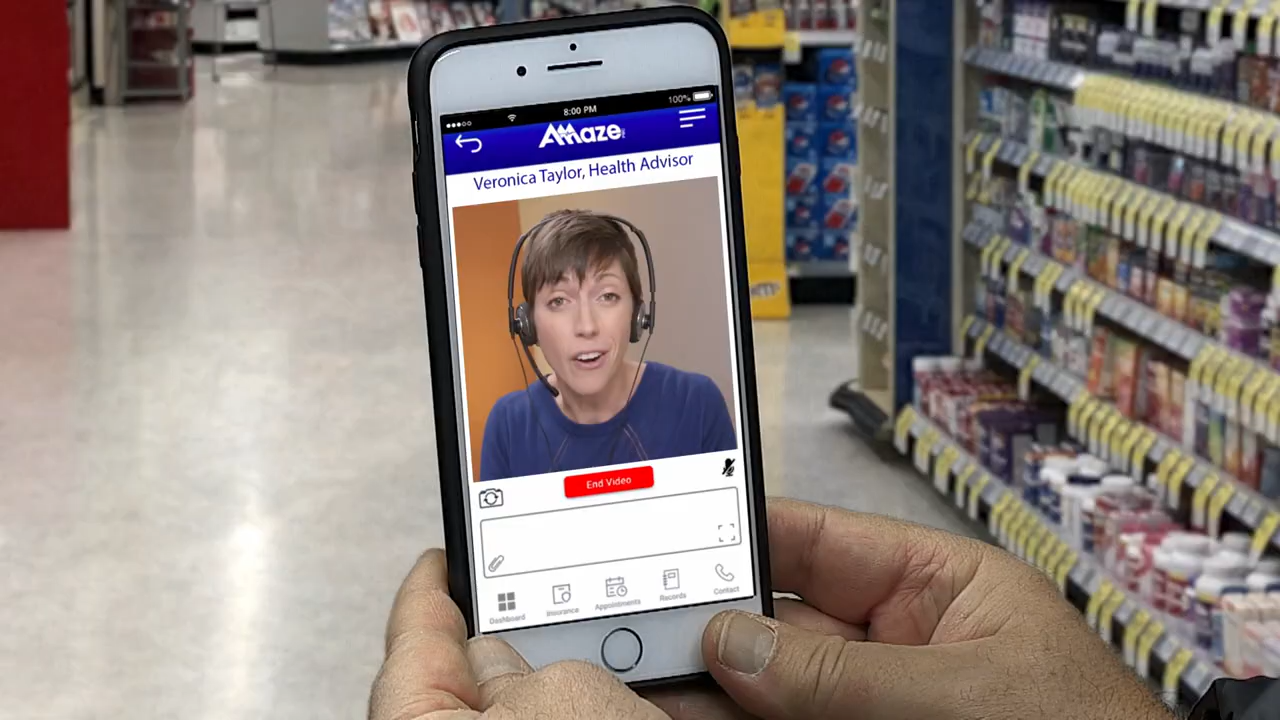 8:00 PM
100%
AMaze
Veronica Taylor, Health Advisor
End Video
Dashboard
Insurance
Appointments
Records
Contact